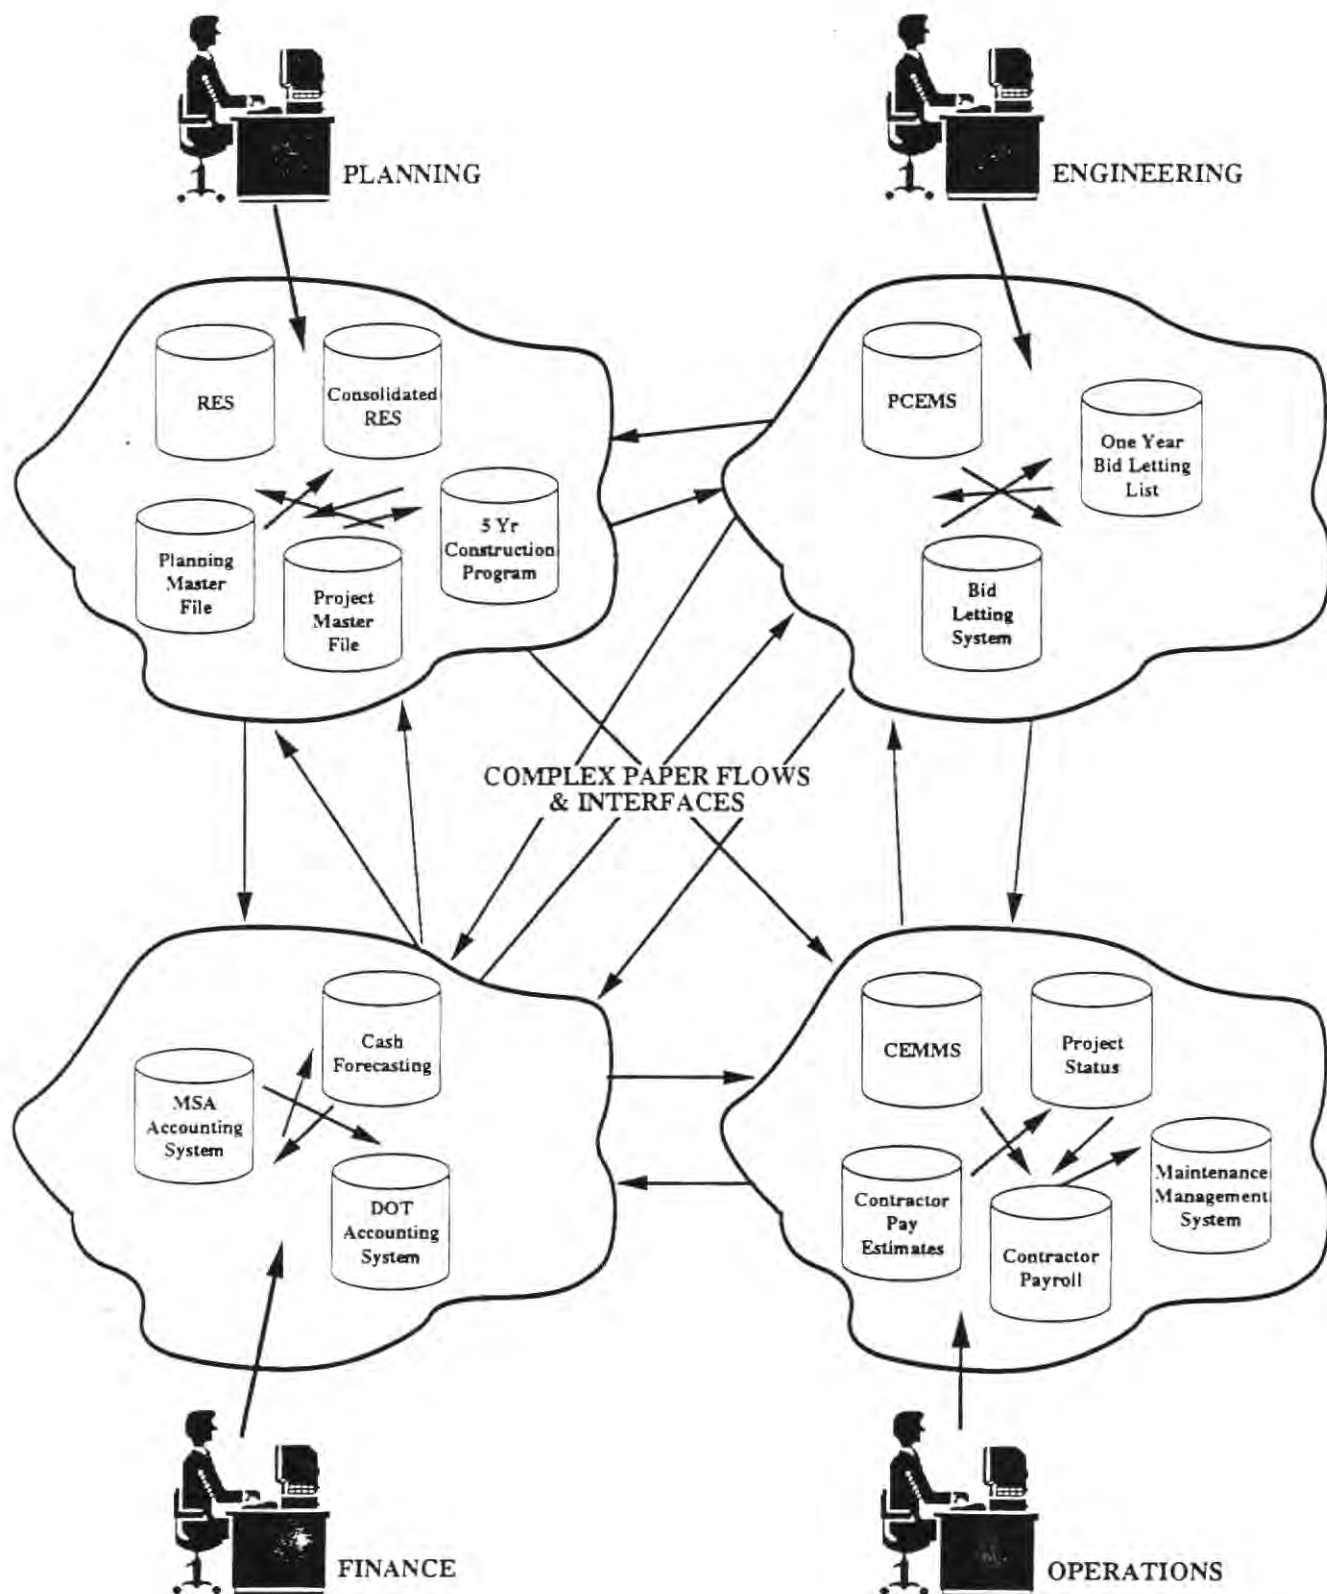 PLANNING
ENGINEERING
RES
Consolidated
RES
Planning
Master
File
Project
Master
File
5 Yr
Construction
Program
PCEMS
One Year
Bid Letting
List
Bid
Letting
System
COMPLEX PAPER FLOWS
& INTERFACES
MSA
Accounting
System
Cash
Forecasting
DOT
Accounting
System
CEMMS
Project
Status
Contractor
Pay
Estimates
Contractor
Payroll
Maintenance
Management
System
FINANCE
OPERATIONS